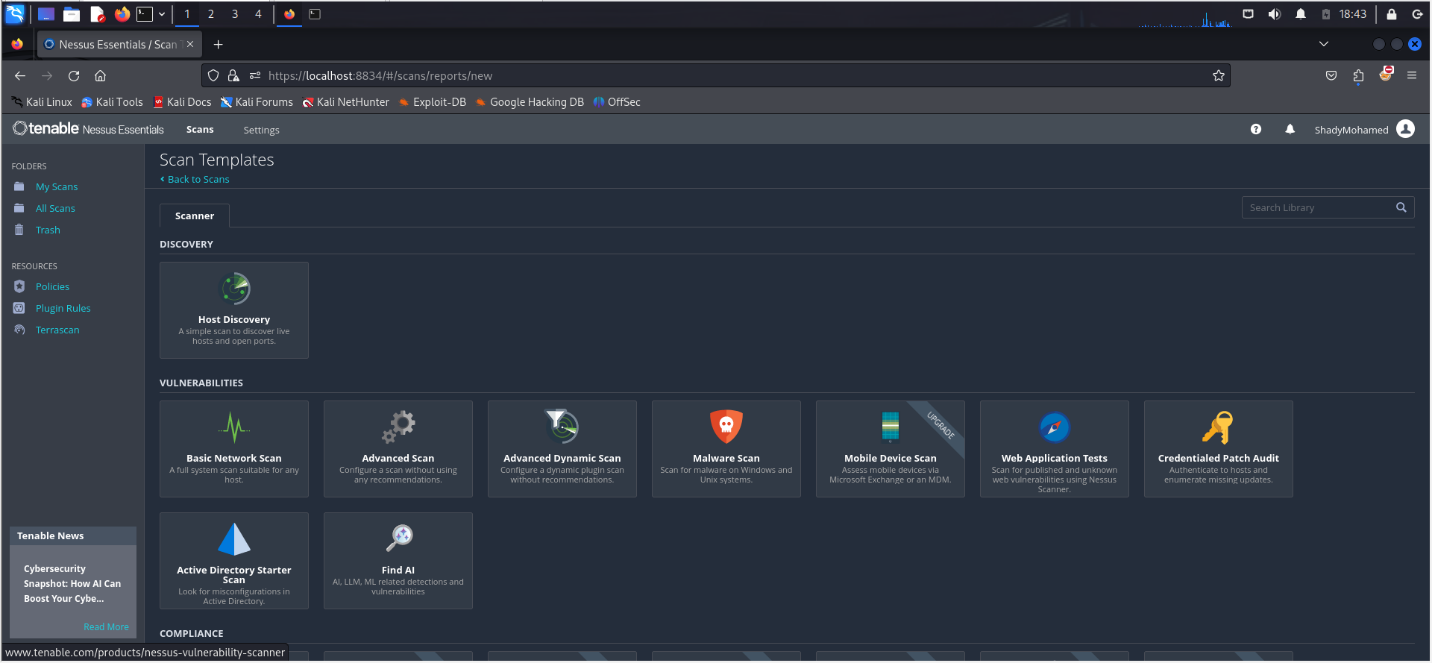 1 2 3 4 18:43
Nessus Essentials / Scan T
https://localhost:8834/#/scans/reports/new
Kali Linux Kali Tools Kali Docs Kali Forums Kali NetHunter Exploit-DB Google Hacking DB OffSec
tenable Nessus Essentials Scans Settings ShadyMohamed
FOLDERS
My Scans
All Scans
Trash
RESOURCES
Policies
Plugin Rules
Terrascan
Tenable News
Cybersecurity
Snapshot: How AI Can
Boost Your Cybe...
Read More
Scan Templates
Back to Scans
Scanner
Search Library
DISCOVERY
Host Discovery
A simple scan to discover live
hosts and open ports.
VULNERABILITIES
Basic Network Scan
A full system scan suitable for any
host.
Advanced Scan
Configure a scan without using
any recommendations.
Advanced Dynamic Scan
Configure a dynamic plugin scan
without recommendations.
Malware Scan
Scan for malware on Windows and
Unix systems.
UPGRADE
Mobile Device Scan
Assess mobile devices via
Microsoft Exchange or an MDM.
Web Application Tests
Scan for published and unknown
web vulnerabilities using Nessus
Scanner.
Credentialed Patch Audit
Authenticate to hosts and
enumerate missing updates.
Active Directory Starter
Scan
Look for misconfigurations in
Active Directory.
Find AI
AI, LLM, ML related detections and
vulnerabilities
COMPLIANCE
www.tenable.com/products/nessus-vulnerability-scanner